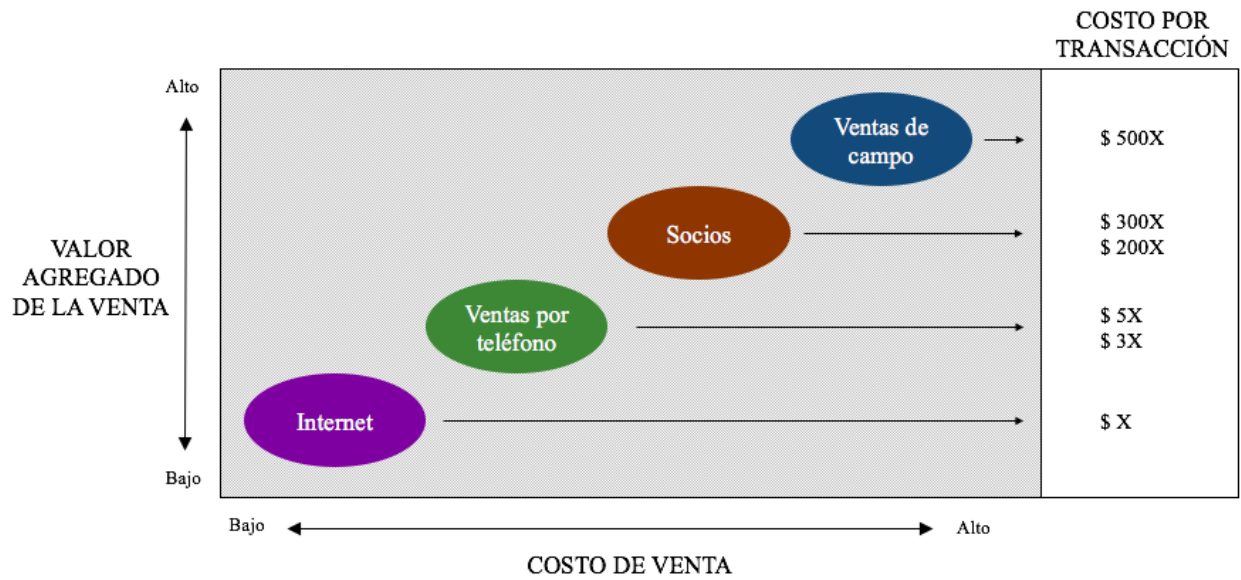 COSTO POR
TRANSACCIÓN
Alto
Ventas de
campo
$ 500X
Socios
$ 300X
$ 200X
VALOR
AGREGADO
DE LA VENTA
Ventas por
teléfono
$ 5X
$ 3X
Internet
$ X
Bajo
Bajo
Alto
COSTO DE VENTA